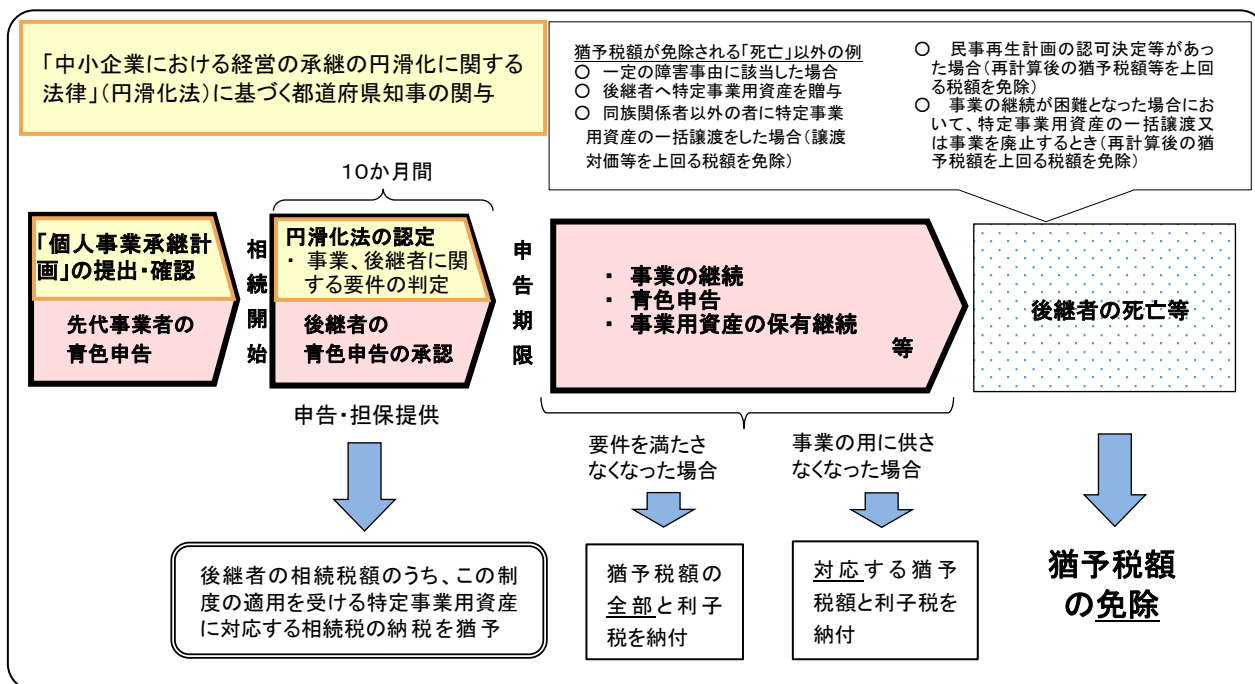 「中小企業における経営の承継の円滑化に関する
法律」(円滑化法)に基づく都道府県知事の関与
猶予税額が免除される「死亡」以外の例
○ 一定の障害事由に該当した場合
○ 後継者へ特定事業用資産を贈与
○ 同族関係者以外の者に特定事業
用資産の一括譲渡をした場合(譲渡
対価等を上回る税額を免除)
○ 民事再生計画の認可決定等があっ
た場合(再計算後の猶予税額等を上回
る税額を免除)
○ 事業の継続が困難となった場合にお
いて、特定事業用資産の一括譲渡又
は事業を廃止するとき(再計算後の猶
予税額を上回る税額を免除)
10か月間
「個人事業承継計
画」の提出・確認
先代事業者の
青色申告
相続開始
円滑化法の認定
・ 事業、後継者に関
する要件の判定
後継者の
青色申告の承認
申告期限
・ 事業の継続
・ 青色申告
・ 事業用資産の保有継続
等
後継者の死亡等
申告・担保提供
要件を満たさ
なくなった場合
事業の用に供さ
なくなった場合
後継者の相続税額のうち、この制
度の適用を受ける特定事業用資産
に対応する相続税の納税を猶予
猶予税額の
全部と利子
税を納付
対応する猶予
税額と利子税を
納付
猶予税額
の免除